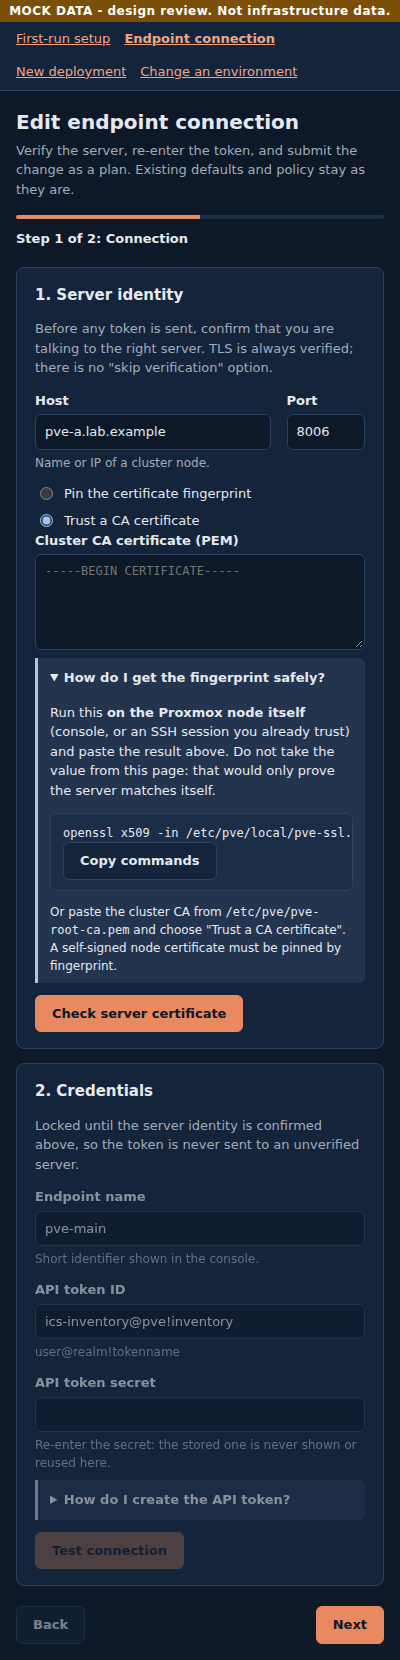 MOCK DATA - design review. Not infrastructure data.
First-run setup Endpoint connection
New deployment Change an environment
Edit endpoint connection
Verify the server, re-enter the token, and submit the
change as a plan. Existing defaults and policy stay as
they are.
Step 1 of 2: Connection
1. Server identity
Before any token is sent, confirm that you are
talking to the right server. TLS is always verified;
there is no "skip verification" option.
Host Port
pve-a.lab.example 8006
Name or IP of a cluster node.
Pin the certificate fingerprint
Trust a CA certificate
Cluster CA certificate (PEM)
-----BEGIN CERTIFICATE-----
How do I get the fingerprint safely?
Run this on the Proxmox node itself
(console, or an SSH session you already trust)
and paste the result above. Do not take the
value from this page: that would only prove
the server matches itself.
openssl x509 -in /etc/pve/local/pve-ssl.
Copy commands
Or paste the cluster CA from /etc/pve/pve-
root-ca.pem and choose "Trust a CA certificate".
A self-signed node certificate must be pinned by
fingerprint.
Check server certificate
2. Credentials
Locked until the server identity is confirmed
above, so the token is never sent to an unverified
server.
Endpoint name
pve-main
Short identifier shown in the console.
API token ID
ics-inventory@pve!inventory
user@realm!tokenname
API token secret
Re-enter the secret: the stored one is never shown or
reused here.
How do I create the API token?
Test connection
Back Next